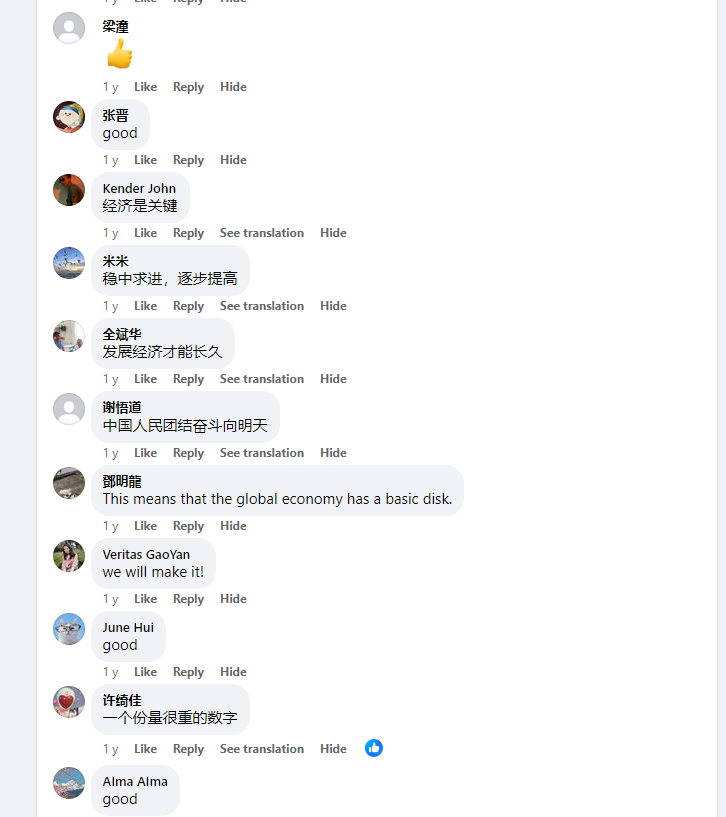 梁潼
👍
1 y Like Reply Hide
张晋
good
1 y Like Reply Hide
Kender John
经济是关键
1 y Like Reply See translation Hide
米米
稳中求进，逐步提高
1 y Like Reply See translation Hide
全斌华
发展经济才能长久
1 y Like Reply See translation Hide
谢悟道
中国人民团结奋斗向明天
1 y Like Reply See translation Hide
鄧明龍
This means that the global economy has a basic disk.
1 y Like Reply Hide
Veritas GaoYan
we will make it!
1 y Like Reply Hide
June Hui
good
1 y Like Reply Hide
许绮佳
一个份量很重的数字
1 y Like Reply See translation Hide
Alma Alma
good